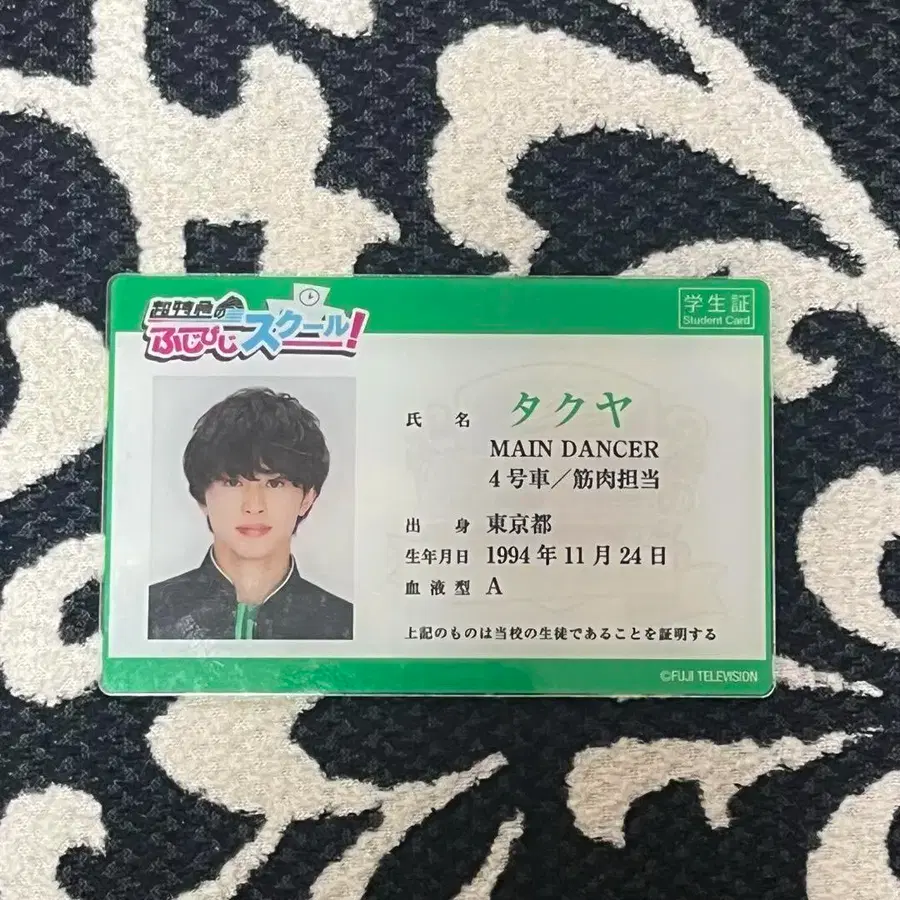 超特急の
ふじびじスクール!
学生証
Student Card
氏 名 タクヤ
MAIN DANCER
4号車/筋肉担当
出 身 東京都
生年月日 1994年11月24日
血液型 A
上記のものは当校の生徒であることを証明する
©FUJI TELEVISION